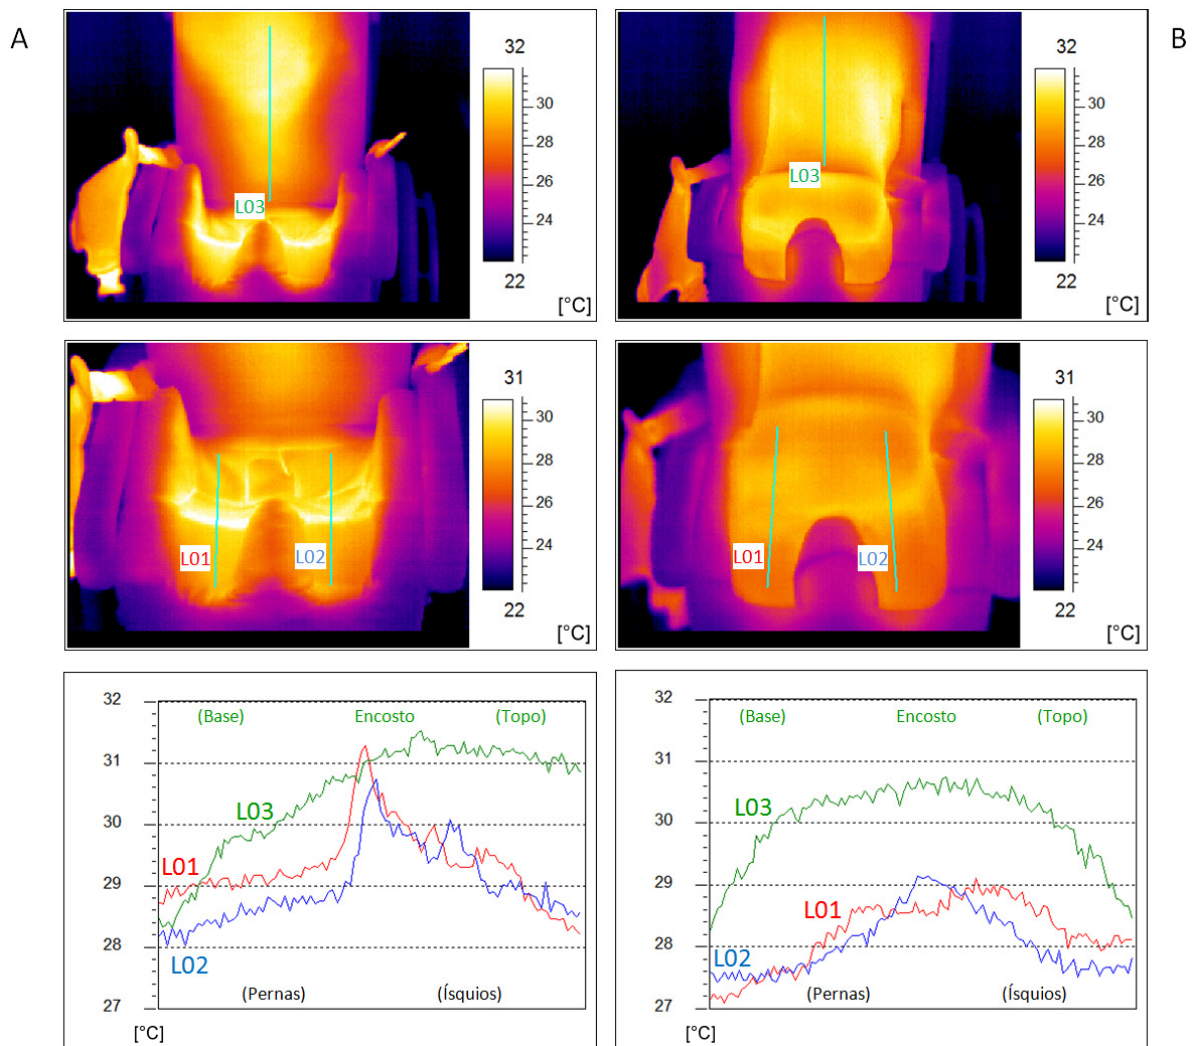 A
B
32
30
28
26
24
22
[°C]
L03
32
30
28
26
24
22
[°C]
L03
31
30
28
26
24
22
[°C]
L01
L02
31
30
28
26
24
22
[°C]
L01
L02
32
31
30
29
28
27
[°C]
(Base)
Encosto
(Topo)
L03
L01
L02
(Pernas)
(Ísquios)
32
31
30
29
28
27
[°C]
(Base)
Encosto
(Topo)
L03
L01
L02
(Pernas)
(Ísquios)